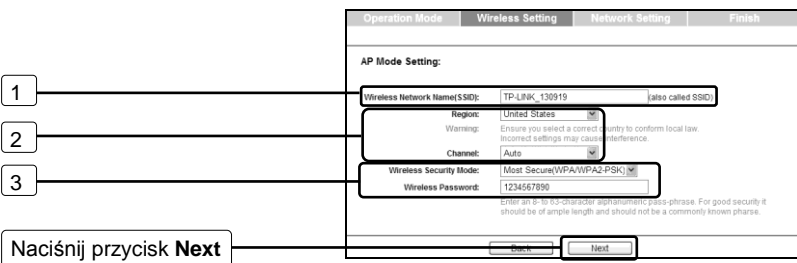 Operation Mode Wireless Setting Network Setting Finish
AP Mode Setting:
1
Wireless Network Name(SSID): TP-LINK_130919 (also called SSID)
2
Region: United States
Warning: Ensure you select a correct country to conform local law.
Incorrect settings may cause interference.
Channel: Auto
3
Wireless Security Mode: Most Secure(WPA/WPA2-PSK)
Wireless Password: 1234567890
Enter an 8- to 63-character alphanumeric pass-phrase. For good security it
should be of ample length and should not be a commonly known pharse.
Naciśnij przycisk Next
Back Next